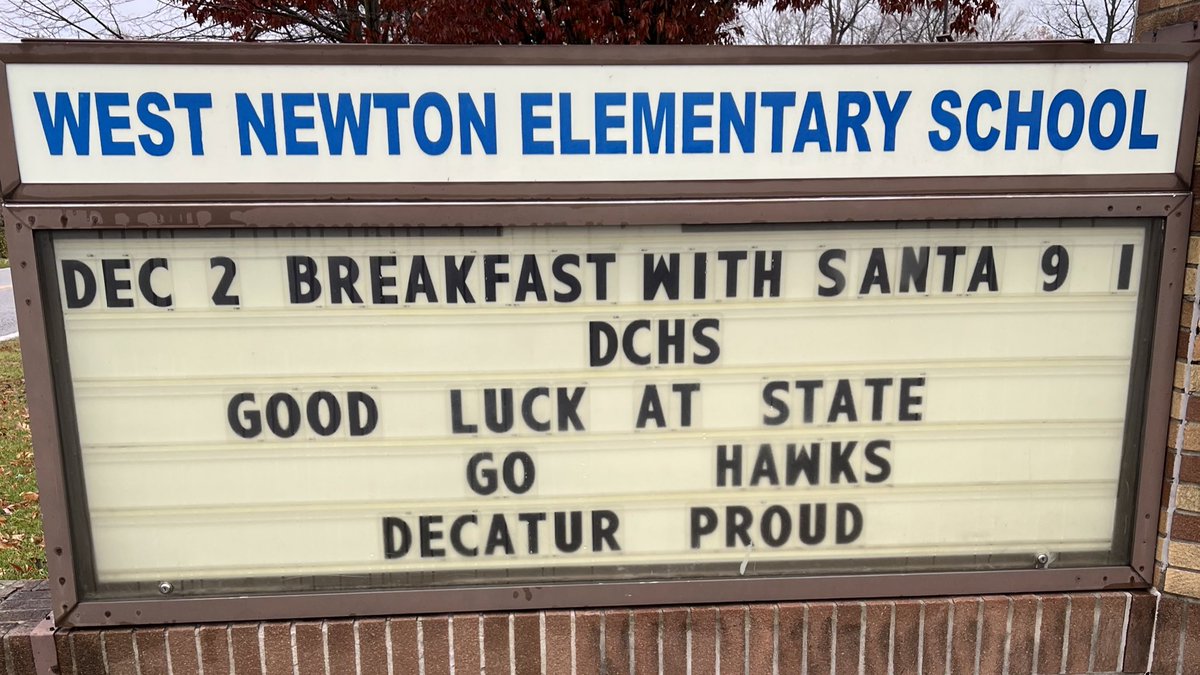 WEST NEWTON ELEMENTARY SCHOOL
DEC 2 BREAKFAST WITH SANTA 9 1
DCHS
GOOD LUCK AT STATE
GO HAWKS
DECATUR PROUD